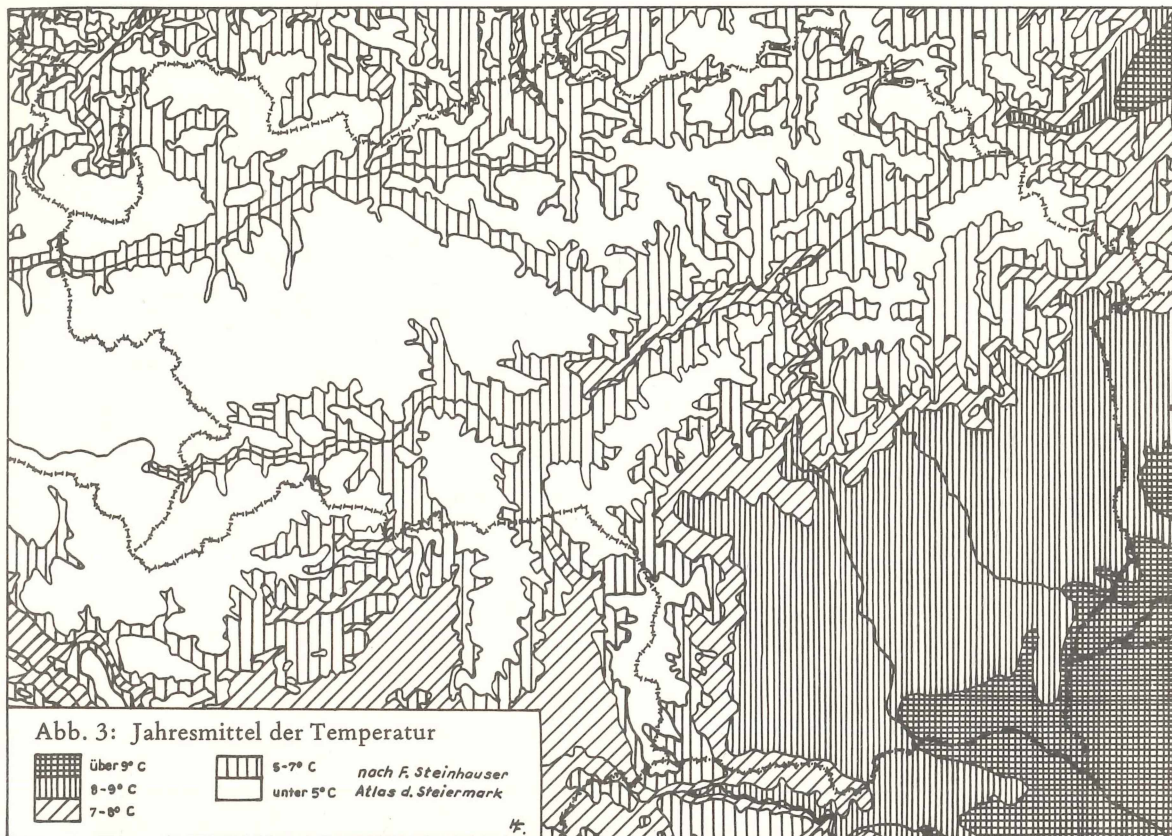 Abb. 3: Jahresmittel der Temperatur
über 9° C
8-9° C
7-8° C
5-7° C
unter 5° C
nach F. Steinhauser
Atlas d. Steiermark